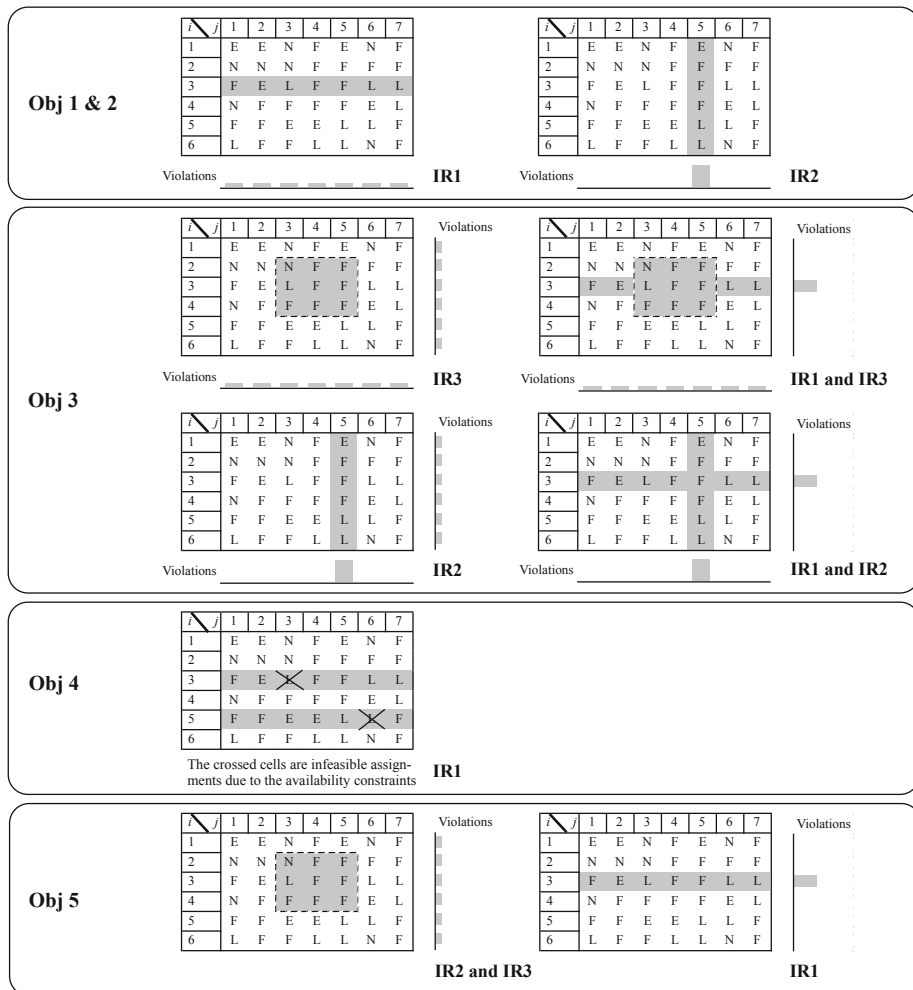 Obj 1 & 2
i j 1 2 3 4 5 6 7
1 E E N F E N F
2 N N N F F F F
3 F E L F F L L
4 N F F F F E L
5 F F E E L L F
6 L F F L L N F
Violations
IR1
i j 1 2 3 4 5 6 7
1 E E N F E N F
2 N N N F F F F
3 F E L F F L L
4 N F F F F E L
5 F F E E L L F
6 L F F L L N F
Violations
IR2
Obj 3
i j 1 2 3 4 5 6 7
1 E E N F E N F
2 N N N F F F F
3 F E L F F L L
4 N F F F F E L
5 F F E E L L F
6 L F F L L N F
Violations
Violations
IR3
i j 1 2 3 4 5 6 7
1 E E N F E N F
2 N N N F F F F
3 F E L F F L L
4 N F F F F E L
5 F F E E L L F
6 L F F L L N F
Violations
Violations
IR1 and IR3
i j 1 2 3 4 5 6 7
1 E E N F E N F
2 N N N F F F F
3 F E L F F L L
4 N F F F F E L
5 F F E E L L F
6 L F F L L N F
Violations
Violations
IR2
i j 1 2 3 4 5 6 7
1 E E N F E N F
2 N N N F F F F
3 F E L F F L L
4 N F F F F E L
5 F F E E L L F
6 L F F L L N F
Violations
Violations
IR1 and IR2
Obj 4
i j 1 2 3 4 5 6 7
1 E E N F E N F
2 N N N F F F F
3 F E L F F L L
4 N F F F F E L
5 F F E E L L F
6 L F F L L N F
The crossed cells are infeasible assign-
ments due to the availability constraints
IR1
Obj 5
i j 1 2 3 4 5 6 7
1 E E N F E N F
2 N N N F F F F
3 F E L F F L L
4 N F F F F E L
5 F F E E L L F
6 L F F L L N F
Violations
IR2 and IR3
i j 1 2 3 4 5 6 7
1 E E N F E N F
2 N N N F F F F
3 F E L F F L L
4 N F F F F E L
5 F F E E L L F
6 L F F L L N F
Violations
IR1